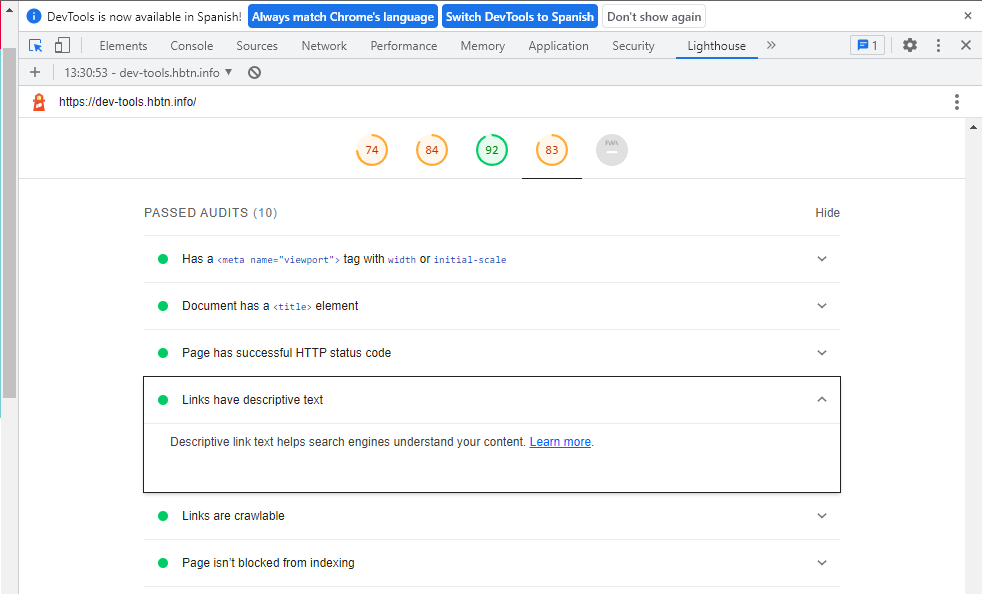 DevTools is now available in Spanish! Always match Chrome's language Switch DevTools to Spanish Don't show again
Elements Console Sources Network Performance Memory Application Security Lighthouse 1
13:30:53 - dev-tools.hbtn.info
https://dev-tools.hbtn.info/
74 84 92 83 PWA
PASSED AUDITS (10) Hide
Has a <meta name="viewport"> tag with width or initial-scale
Document has a <title> element
Page has successful HTTP status code
Links have descriptive text
Descriptive link text helps search engines understand your content. Learn more.
Links are crawlable
Page isn't blocked from indexing